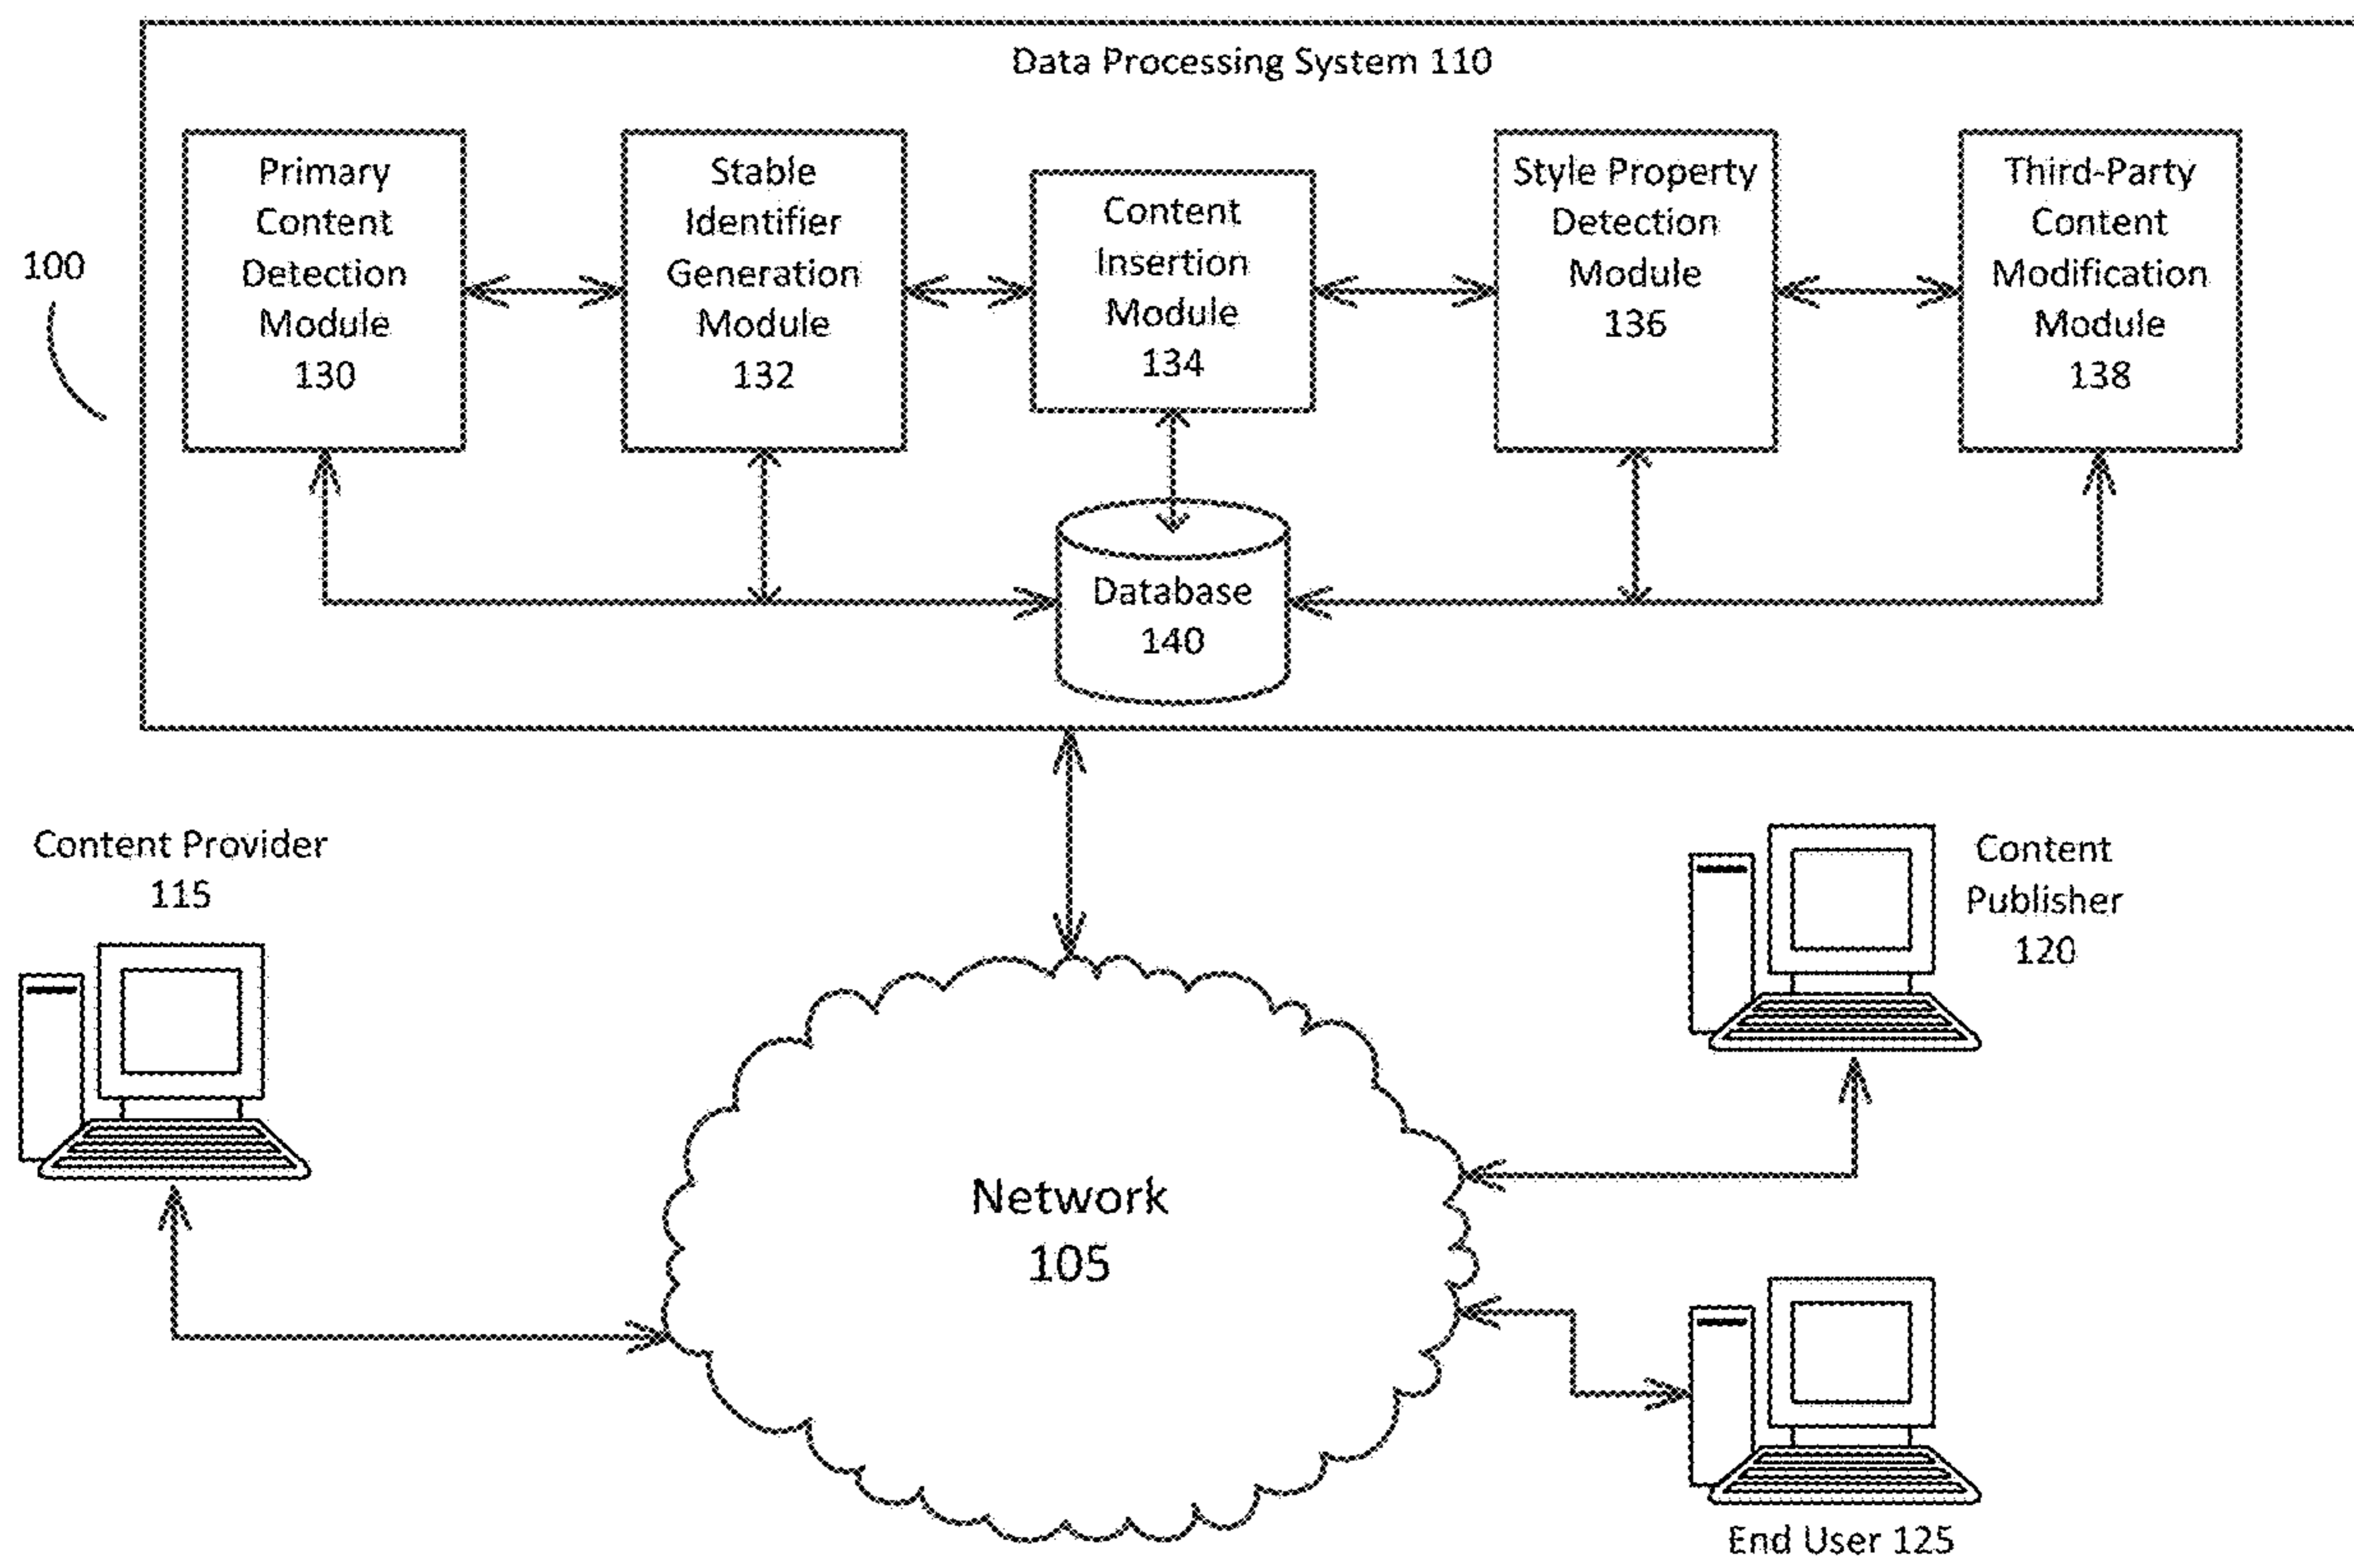 Data Processing System 110
Primary
Content
Detection
Module
130
Stable
Identifier
Generation
Module
132
Content
Insertion
Module
134
Style Property
Detection
Module
136
Third-Party
Content
Modification
Module
138
100
Database
140
Content Provider
115
Content
Publisher
120
Network
105
End User 125